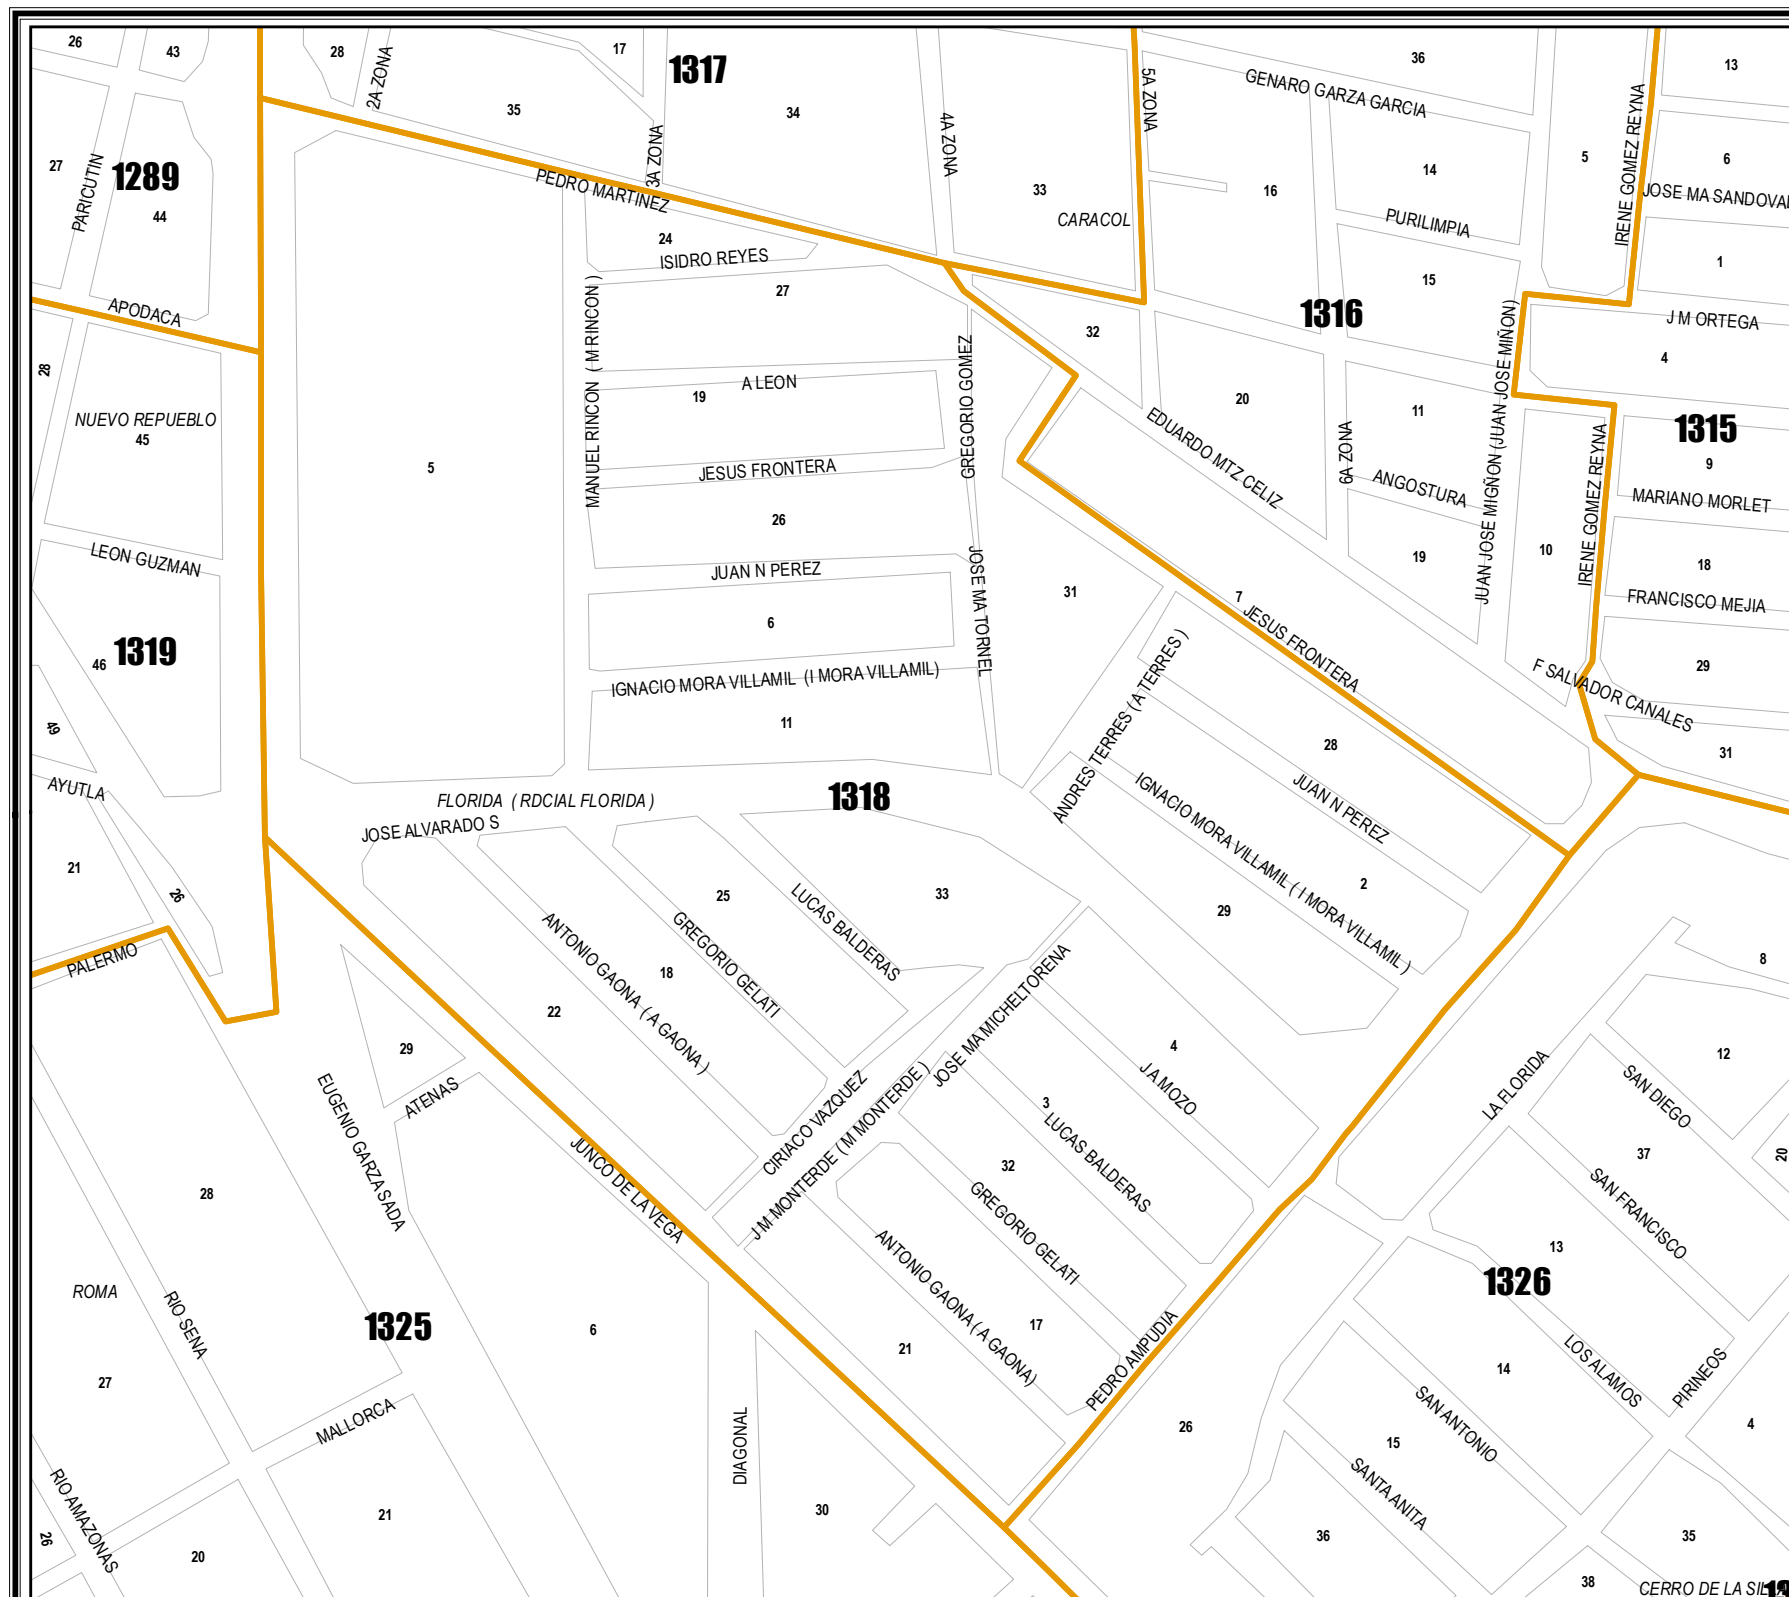 26
43
28
2A ZONA
17
1317
35
34
3A ZONA
4A ZONA
5A ZONA
36
GENARO GARZA GARCIA
13
IRENE GOMEZ REYNA
5
6
JOSE MA SANDOVAL
14
16
33
CARACOL
PURILIMPIA
27
PARICUTIN
1289
44
PEDRO MARTINEZ
24
ISIDRO REYES
27
1
15
1316
APODACA
MANUEL RINCON ( M RINCON )
GREGORIO GOMEZ
32
J M ORTEGA
4
28
NUEVO REPUEBLO
45
A LEON
19
20
11
JUAN JOSE MIGÑON (JUAN JOSE MIÑON)
1315
5
JESUS FRONTERA
EDUARDO MTZ CELIZ
6A ZONA
ANGOSTURA
IRENE GOMEZ REYNA
9
MARIANO MORLET
26
LEON GUZMAN
JUAN N PEREZ
JOSE MA TORNEL
31
19
10
18
FRANCISCO MEJIA
7
JESUS FRONTERA
6
46
1319
IGNACIO MORA VILLAMIL (I MORA VILLAMIL)
ANDRES TERRES ( A TERRES )
29
F SALVADOR CANALES
49
11
28
31
AYUTLA
FLORIDA ( RDCIAL FLORIDA )
1318
JOSE ALVARADO S
IGNACIO MORA VILLAMIL ( I MORA VILLAMIL )
JUAN N PEREZ
21
26
25
LUCAS BALDERAS
33
2
29
PALERMO
ANTONIO GAONA ( A GAONA )
18
GREGORIO GELATI
8
22
JOSE MA MICHELTORENA
29
4
12
ATENAS
EUGENIO GARZA SADA
CIRIACO VAZQUEZ
J M MONTERDE ( M MONTERDE )
J A MOZO
LA FLORIDA
SAN DIEGO
3
LUCAS BALDERAS
JUNCO DE LA VEGA
32
GREGORIO GELATI
37
20
28
SAN FRANCISCO
13
1326
ANTONIO GAONA ( A GAONA)
ROMA
RIO SENA
1325
6
17
21
PEDRO AMPUDIA
LOS ALAMOS
14
PIRINEOS
27
MALLORCA
DIAGONAL
26
SAN ANTONIO
15
4
SANTA ANITA
RIO AMAZONAS
21
30
26
20
36
35
38
CERRO DE LA SIL